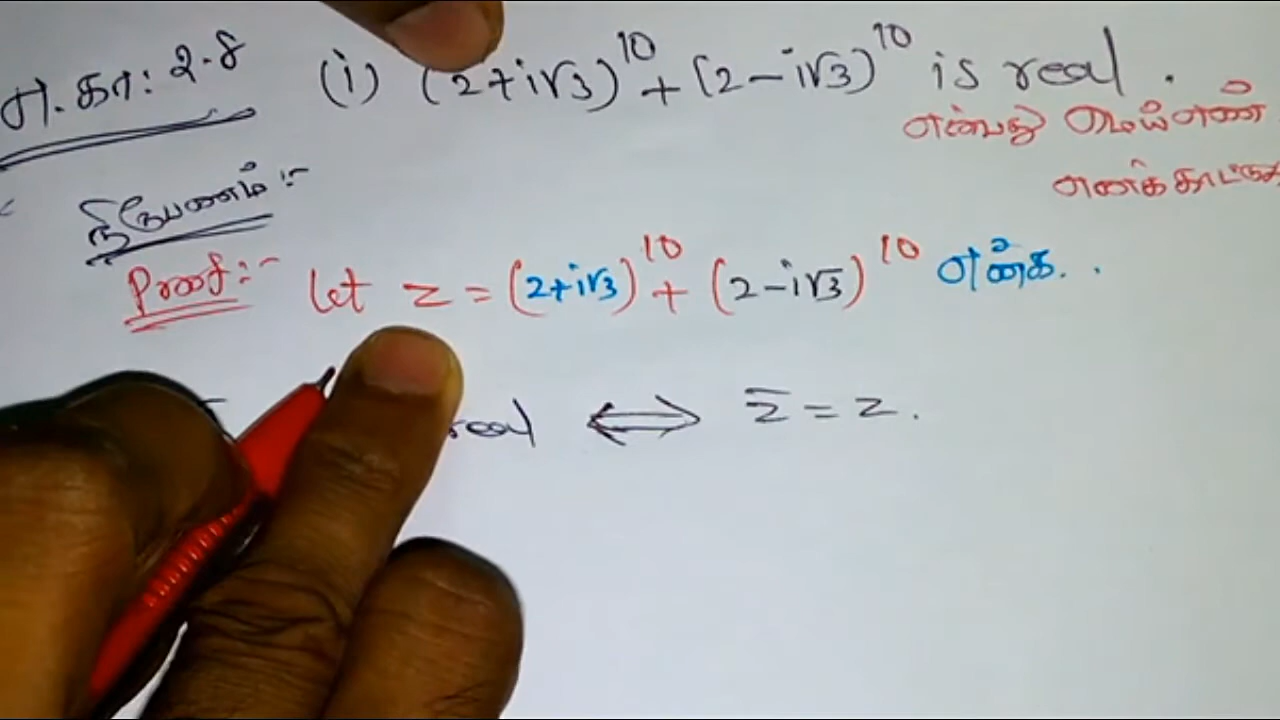 எ.கா: 2.8 (i) (2+i√3)¹⁰ + (2-i√3)¹⁰ is real.
என்பது மெய் எண்
எனக் காட்டுக
நிரூபணம்:-
Proof:- Let z = (2+i√3)¹⁰ + (2-i√3)¹⁰ என்க.
real ⟺ z̅ = z.